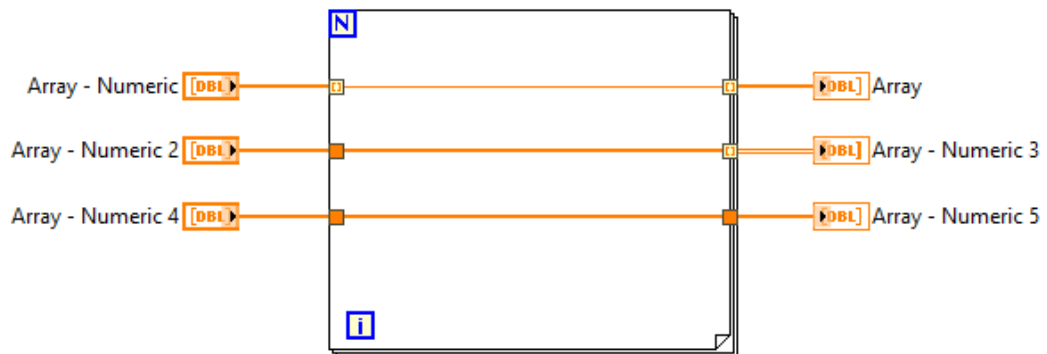 N
Array - Numeric [DBL] [DBL] Array
Array - Numeric 2 [DBL] [DBL] Array - Numeric 3
Array - Numeric 4 [DBL] [DBL] Array - Numeric 5
i